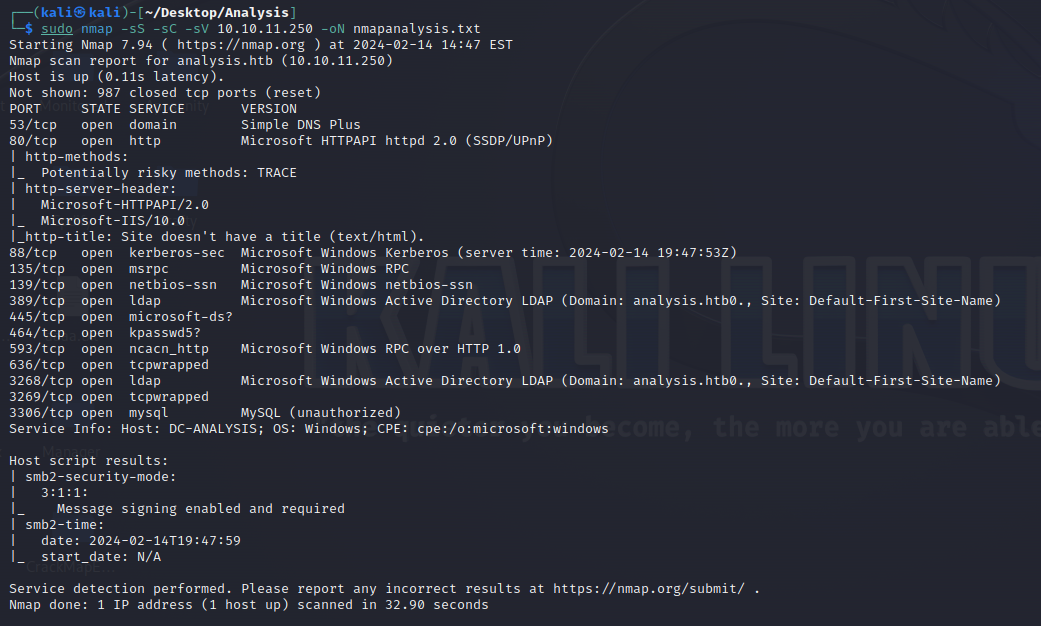 ┌──(kali㉿kali)-[~/Desktop/Analysis]
└─$ sudo nmap -sS -sC -sV 10.10.11.250 -oN nmapanalysis.txt
Starting Nmap 7.94 ( https://nmap.org ) at 2024-02-14 14:47 EST
Nmap scan report for analysis.htb (10.10.11.250)
Host is up (0.11s latency).
Not shown: 987 closed tcp ports (reset)
PORT     STATE SERVICE       VERSION
53/tcp   open  domain        Simple DNS Plus
80/tcp   open  http          Microsoft HTTPAPI httpd 2.0 (SSDP/UPnP)
| http-methods:
|_  Potentially risky methods: TRACE
| http-server-header:
|   Microsoft-HTTPAPI/2.0
|_  Microsoft-IIS/10.0
|_http-title: Site doesn't have a title (text/html).
88/tcp   open  kerberos-sec  Microsoft Windows Kerberos (server time: 2024-02-14 19:47:53Z)
135/tcp  open  msrpc         Microsoft Windows RPC
139/tcp  open  netbios-ssn   Microsoft Windows netbios-ssn
389/tcp  open  ldap          Microsoft Windows Active Directory LDAP (Domain: analysis.htb0., Site: Default-First-Site-Name)
445/tcp  open  microsoft-ds?
464/tcp  open  kpasswd5?
593/tcp  open  ncacn_http    Microsoft Windows RPC over HTTP 1.0
636/tcp  open  tcpwrapped
3268/tcp open  ldap          Microsoft Windows Active Directory LDAP (Domain: analysis.htb0., Site: Default-First-Site-Name)
3269/tcp open  tcpwrapped
3306/tcp open  mysql         MySQL (unauthorized)
Service Info: Host: DC-ANALYSIS; OS: Windows; CPE: cpe:/o:microsoft:windows

Host script results:
| smb2-security-mode:
|   3:1:1:
|_    Message signing enabled and required
| smb2-time:
|   date: 2024-02-14T19:47:59
|_  start_date: N/A

Service detection performed. Please report any incorrect results at https://nmap.org/submit/ .
Nmap done: 1 IP address (1 host up) scanned in 32.90 seconds
KALI LINU
become, the more you are able